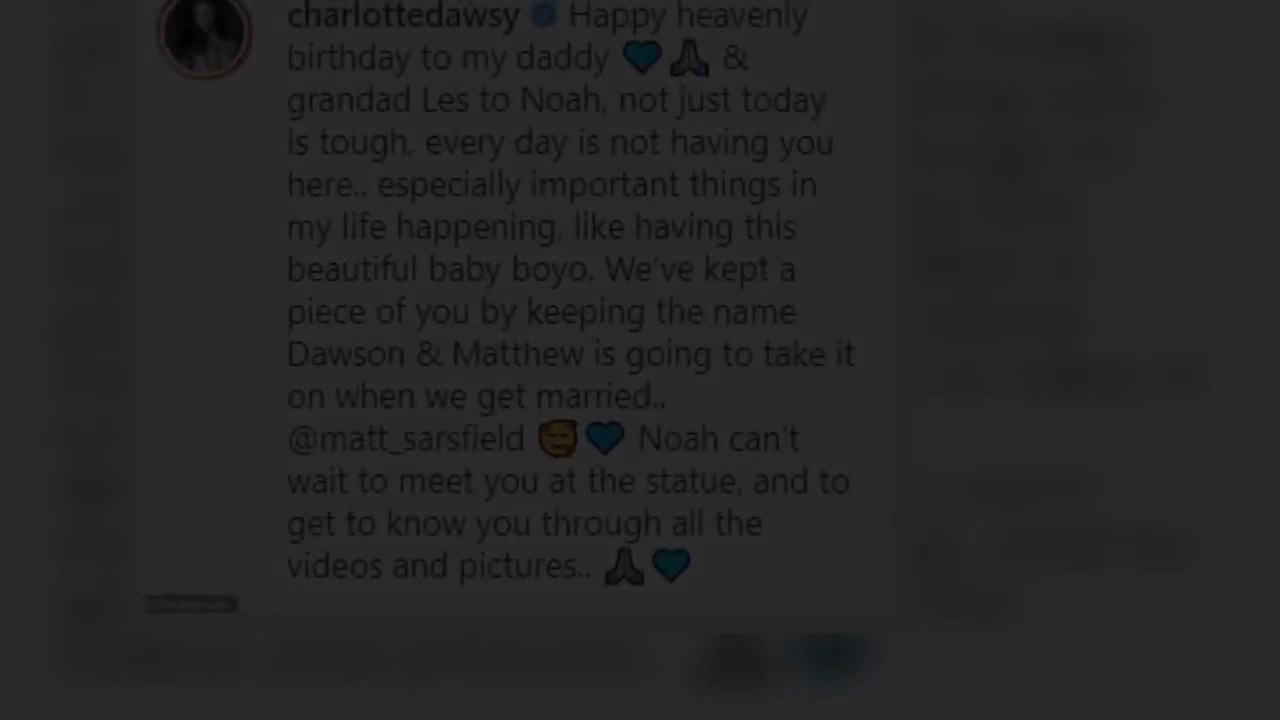 charlottedawsy Happy heavenly
birthday to my daddy 💙🙏 &
grandad Les to Noah, not just today
is tough, every day is not having you
here.. especially important things in
my life happening, like having this
beautiful baby boyo. We've kept a
piece of you by keeping the name
Dawson & Matthew is going to take it
on when we get married..
@matt_sarsfield 🥰💙 Noah can't
wait to meet you at the statue, and to
get to know you through all the
videos and pictures.. 🙏💙